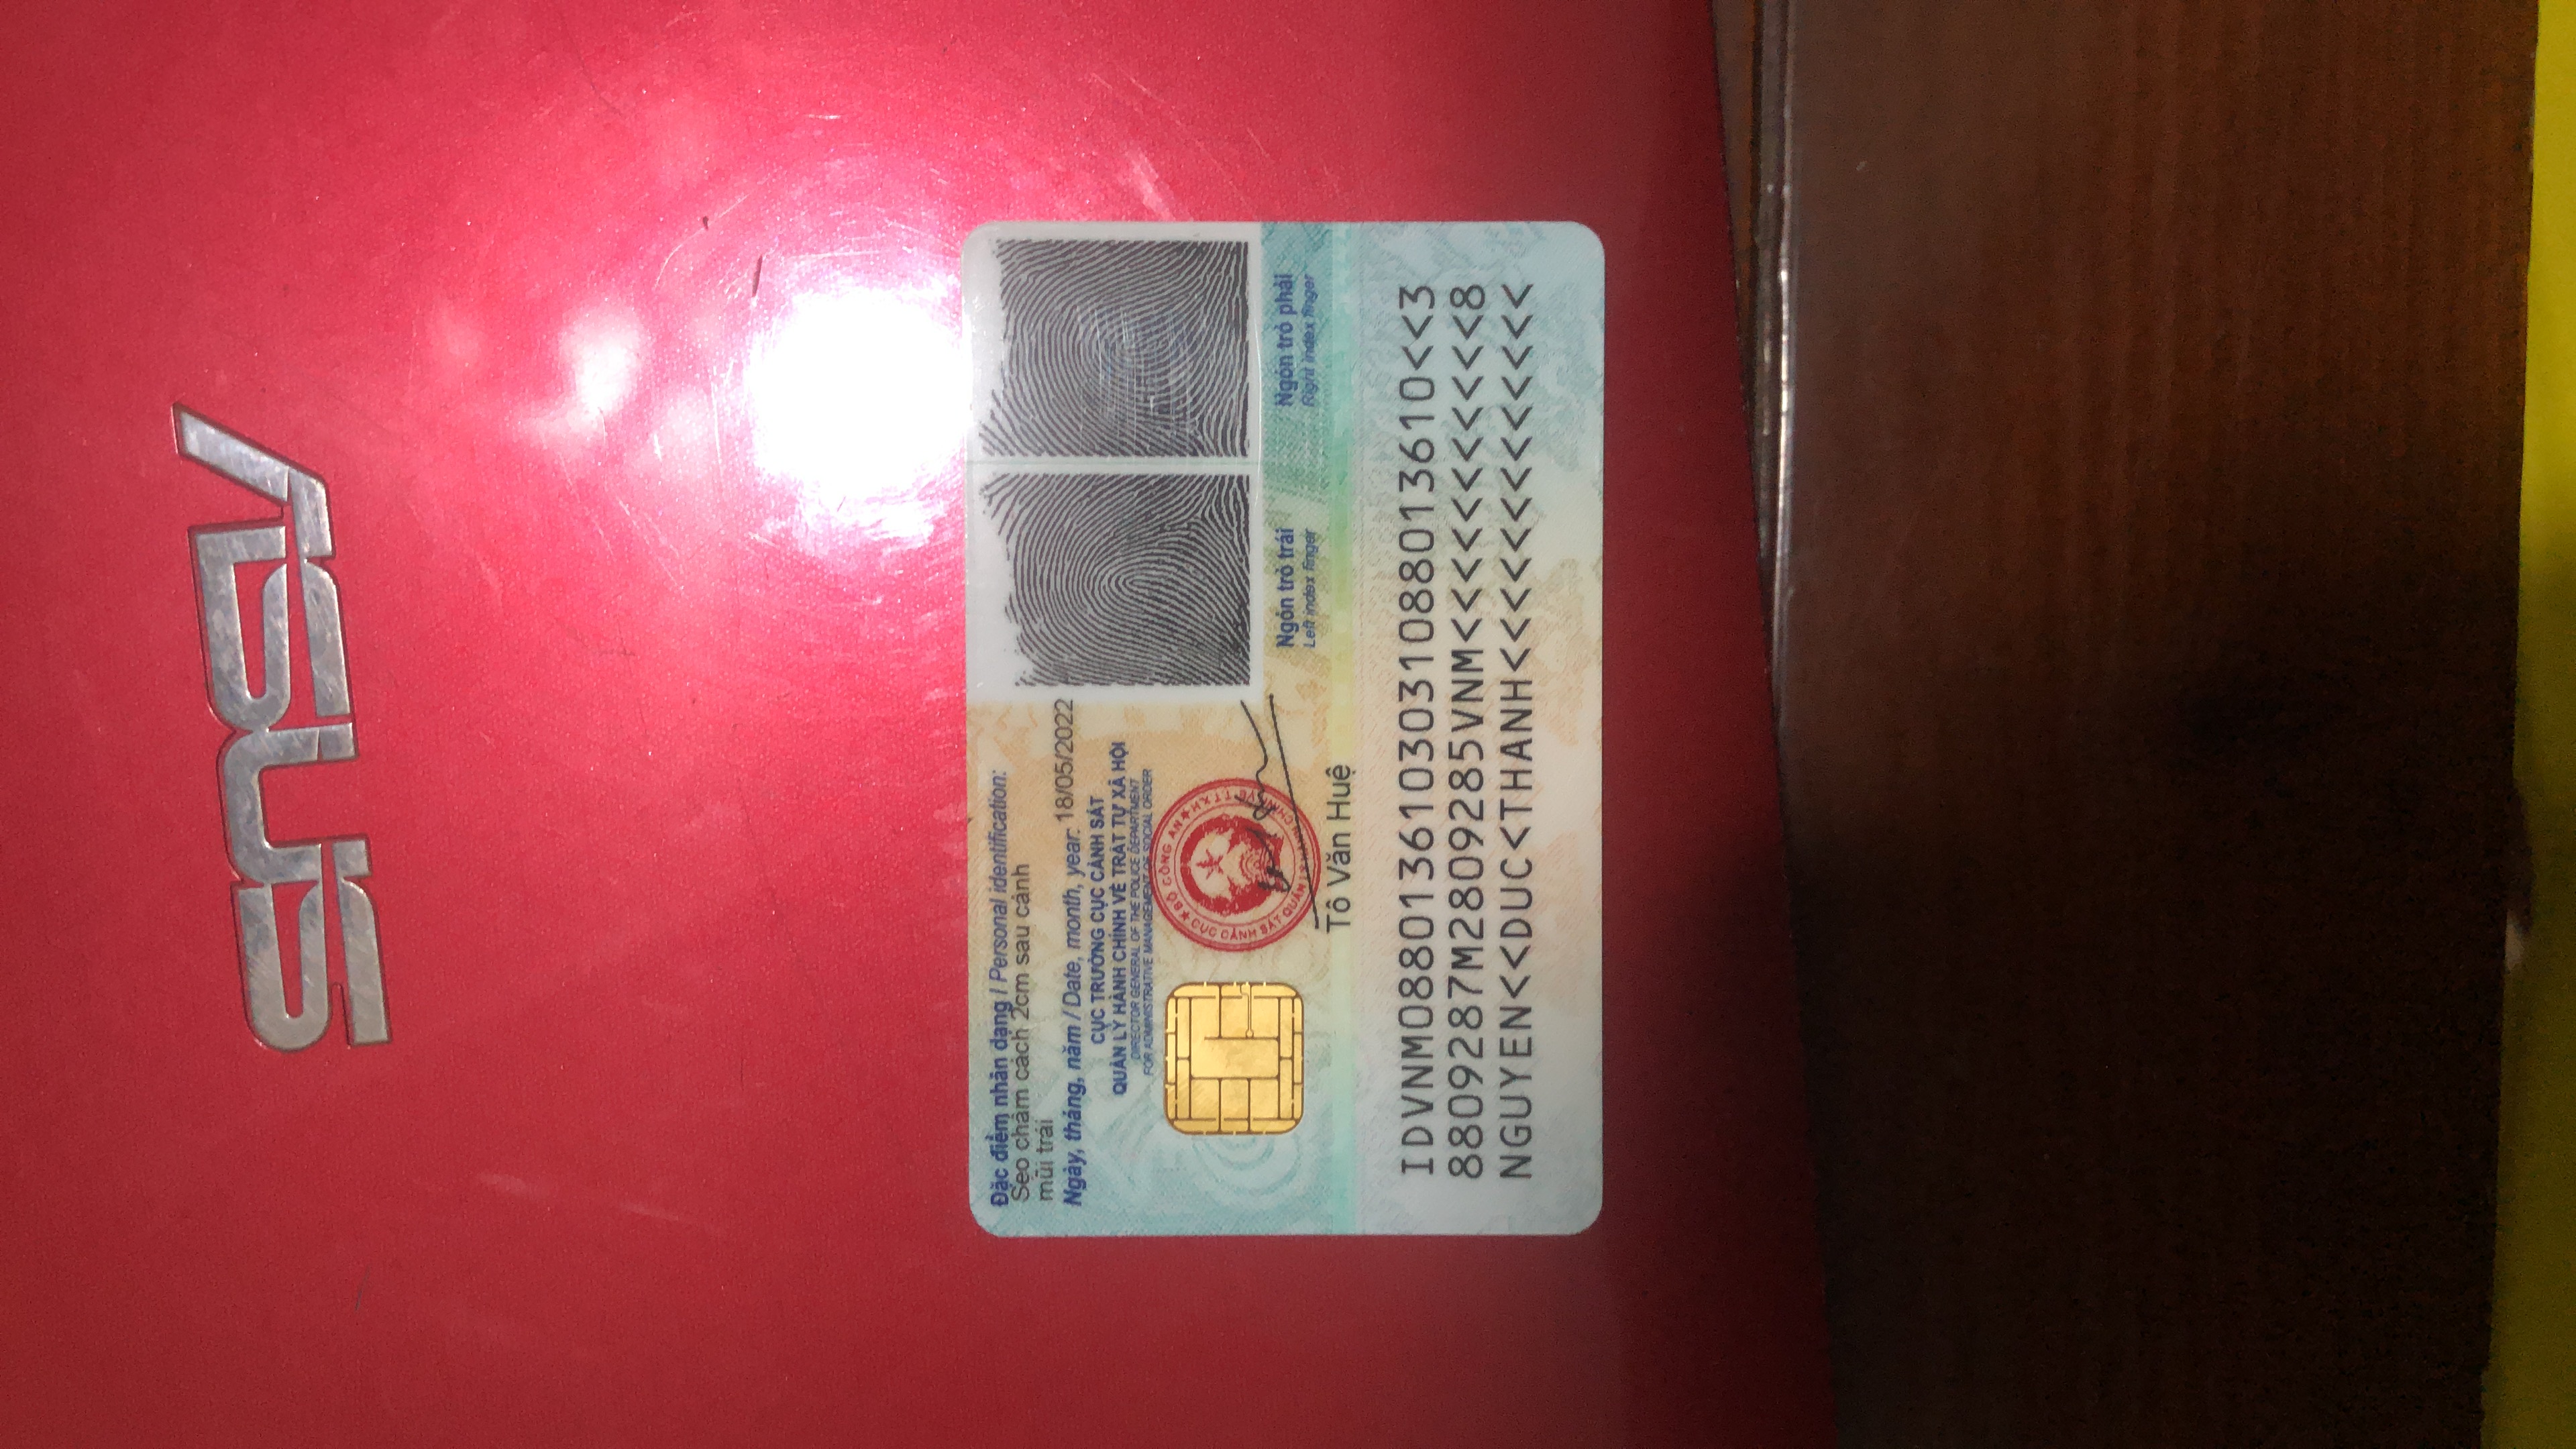 ASUS
Đặc điểm nhân dạng / Personal identification:
Sẹo chấm cách 2cm sau cánh
mũi trái
Ngày, tháng, năm / Date, month, year: 18/05/2022
CỤC TRƯỞNG CỤC CẢNH SÁT
QUẢN LÝ HÀNH CHÍNH VỀ TRẬT TỰ XÃ HỘI
DIRECTOR GENERAL OF THE POLICE DEPARTMENT
FOR ADMINISTRATIVE MANAGEMENT OF SOCIAL ORDER
BỘ CÔNG AN
CỤC CẢNH SÁT QUẢN LÝ HÀNH CHÍNH VỀ TTXH
Tô Văn Huệ
Ngón trỏ trái
Left index finger
Ngón trỏ phải
Right index finger
IDVNM0880136103031088013610<<3
8809287M2809285VNM<<<<<<<<<<<8
NGUYEN<<DUC<THANH<<<<<<<<<<<<<